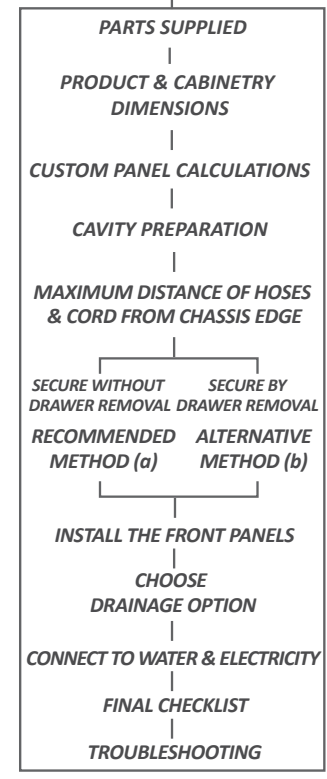 PARTS SUPPLIED
PRODUCT & CABINETRY
DIMENSIONS
CUSTOM PANEL CALCULATIONS
CAVITY PREPARATION
MAXIMUM DISTANCE OF HOSES
& CORD FROM CHASSIS EDGE
SECURE WITHOUT
DRAWER REMOVAL
RECOMMENDED
METHOD (a)
SECURE BY
DRAWER REMOVAL
ALTERNATIVE
METHOD (b)
INSTALL THE FRONT PANELS
CHOOSE
DRAINAGE OPTION
CONNECT TO WATER & ELECTRICITY
FINAL CHECKLIST
TROUBLESHOOTING